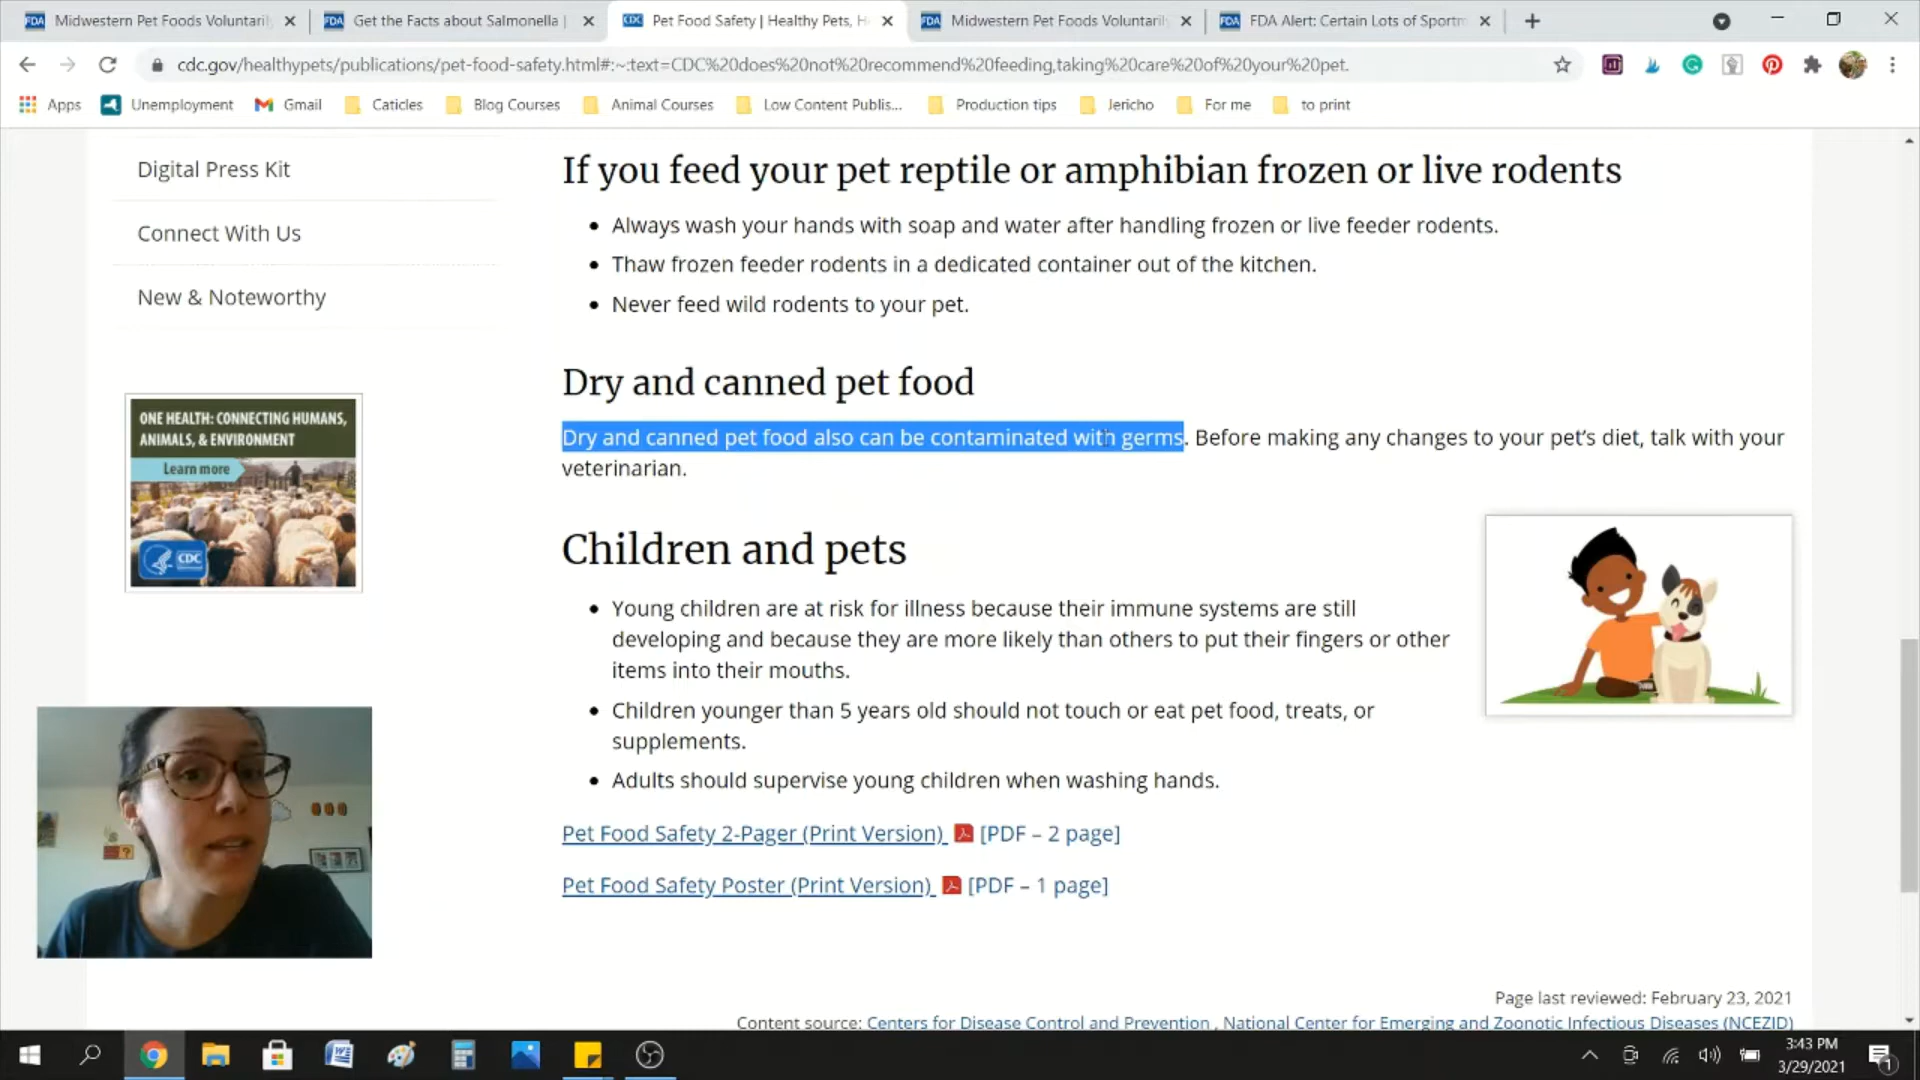 Midwestern Pet Foods Voluntaril
Get the Facts about Salmonella |
Pet Food Safety | Healthy Pets, H
Midwestern Pet Foods Voluntaril
FDA Alert: Certain Lots of Sportm
cdc.gov/healthypets/publications/pet-food-safety.html#:~:text=CDC%20does%20not%20recommend%20feeding,taking%20care%20of%20your%20pet.
Apps
Unemployment
Gmail
Caticles
Blog Courses
Animal Courses
Low Content Publis...
Production tips
Jericho
For me
to print
Digital Press Kit
Connect With Us
New & Noteworthy
ONE HEALTH: CONNECTING HUMANS,
ANIMALS, & ENVIRONMENT
Learn more
CDC
If you feed your pet reptile or amphibian frozen or live rodents
• Always wash your hands with soap and water after handling frozen or live feeder rodents.
• Thaw frozen feeder rodents in a dedicated container out of the kitchen.
• Never feed wild rodents to your pet.
Dry and canned pet food
Dry and canned pet food also can be contaminated with germs. Before making any changes to your pet’s diet, talk with your
veterinarian.
Children and pets
• Young children are at risk for illness because their immune systems are still
developing and because they are more likely than others to put their fingers or other
items into their mouths.
• Children younger than 5 years old should not touch or eat pet food, treats, or
supplements.
• Adults should supervise young children when washing hands.
Pet Food Safety 2-Pager (Print Version) [PDF – 2 page]
Pet Food Safety Poster (Print Version) [PDF – 1 page]
Page last reviewed: February 23, 2021
Content source: Centers for Disease Control and Prevention , National Center for Emerging and Zoonotic Infectious Diseases (NCEZID)
3:43 PM
3/29/2021
1